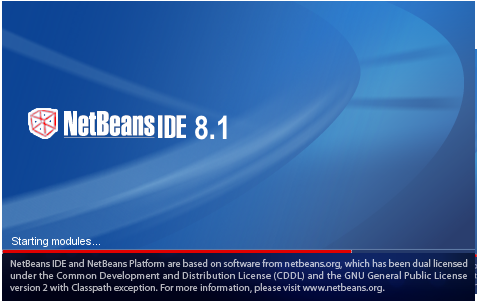 NetBeans IDE 8.1
Starting modules...
NetBeans IDE and NetBeans Platform are based on software from netbeans.org, which has been dual licensed
under the Common Development and Distribution License (CDDL) and the GNU General Public License
version 2 with Classpath exception. For more information, please visit www.netbeans.org.